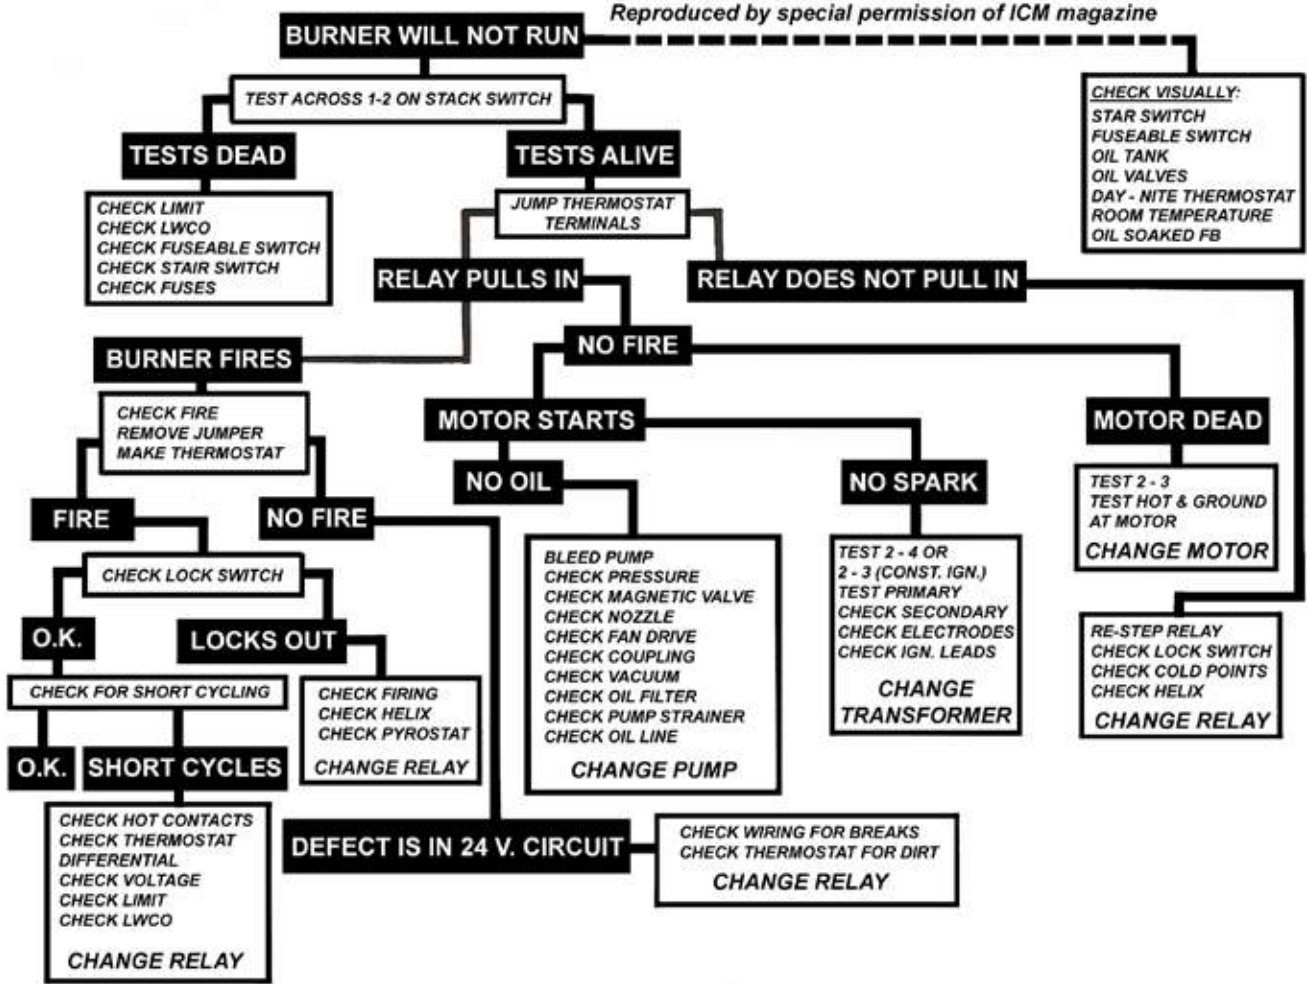 Reproduced by special permission of ICM magazine
BURNER WILL NOT RUN
TEST ACROSS 1-2 ON STACK SWITCH
CHECK VISUALLY:
STAR SWITCH
FUSEABLE SWITCH
OIL TANK
OIL VALVES
DAY - NITE THERMOSTAT
ROOM TEMPERATURE
OIL SOAKED FB
TESTS DEAD
CHECK LIMIT
CHECK LWCO
CHECK FUSEABLE SWITCH
CHECK STAIR SWITCH
CHECK FUSES
TESTS ALIVE
JUMP THERMOSTAT
TERMINALS
RELAY PULLS IN
RELAY DOES NOT PULL IN
BURNER FIRES
NO FIRE
CHECK FIRE
REMOVE JUMPER
MAKE THERMOSTAT
MOTOR STARTS
MOTOR DEAD
NO OIL
NO SPARK
TEST 2 - 3
TEST HOT & GROUND
AT MOTOR
CHANGE MOTOR
FIRE
NO FIRE
CHECK LOCK SWITCH
BLEED PUMP
CHECK PRESSURE
CHECK MAGNETIC VALVE
CHECK NOZZLE
CHECK FAN DRIVE
CHECK COUPLING
CHECK VACUUM
CHECK OIL FILTER
CHECK PUMP STRAINER
CHECK OIL LINE
CHANGE PUMP
TEST 2 - 4 OR
2 - 3 (CONST. IGN.)
TEST PRIMARY
CHECK SECONDARY
CHECK ELECTRODES
CHECK IGN. LEADS
CHANGE
TRANSFORMER
RE-STEP RELAY
CHECK LOCK SWITCH
CHECK COLD POINTS
CHECK HELIX
CHANGE RELAY
O.K.
LOCKS OUT
CHECK FOR SHORT CYCLING
CHECK FIRING
CHECK HELIX
CHECK PYROSTAT
CHANGE RELAY
O.K.
SHORT CYCLES
CHECK HOT CONTACTS
CHECK THERMOSTAT
DIFFERENTIAL
CHECK VOLTAGE
CHECK LIMIT
CHECK LWCO
CHANGE RELAY
DEFECT IS IN 24 V. CIRCUIT
CHECK WIRING FOR BREAKS
CHECK THERMOSTAT FOR DIRT
CHANGE RELAY